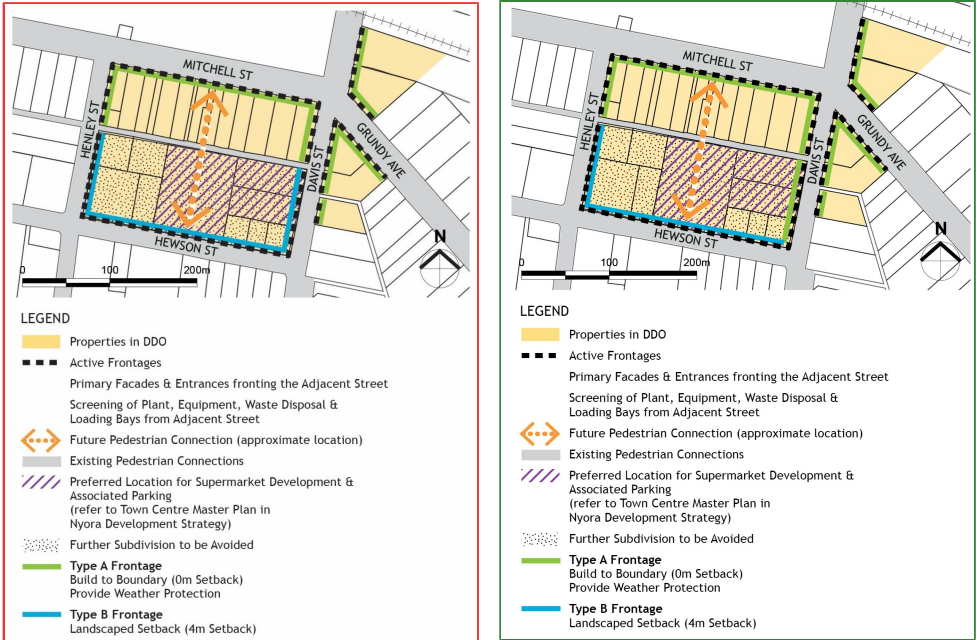 MITCHELL ST
HENLEY ST
DAVIS ST
GRUNDY AVE
HEWSON ST
N
0 100 200m
LEGEND
Properties in DDO
Active Frontages
Primary Facades & Entrances fronting the Adjacent Street
Screening of Plant, Equipment, Waste Disposal &
Loading Bays from Adjacent Street
Future Pedestrian Connection (approximate location)
Existing Pedestrian Connections
Preferred Location for Supermarket Development &
Associated Parking
(refer to Town Centre Master Plan in
Nyora Development Strategy)
Further Subdivision to be Avoided
Type A Frontage
Build to Boundary (0m Setback)
Provide Weather Protection
Type B Frontage
Landscaped Setback (4m Setback)
MITCHELL ST
HENLEY ST
DAVIS ST
GRUNDY AVE
HEWSON ST
N
0 100 200m
LEGEND
Properties in DDO
Active Frontages
Primary Facades & Entrances fronting the Adjacent Street
Screening of Plant, Equipment, Waste Disposal &
Loading Bays from Adjacent Street
Future Pedestrian Connection (approximate location)
Existing Pedestrian Connections
Preferred Location for Supermarket Development &
Associated Parking
(refer to Town Centre Master Plan in
Nyora Development Strategy)
Further Subdivision to be Avoided
Type A Frontage
Build to Boundary (0m Setback)
Provide Weather Protection
Type B Frontage
Landscaped Setback (4m Setback)